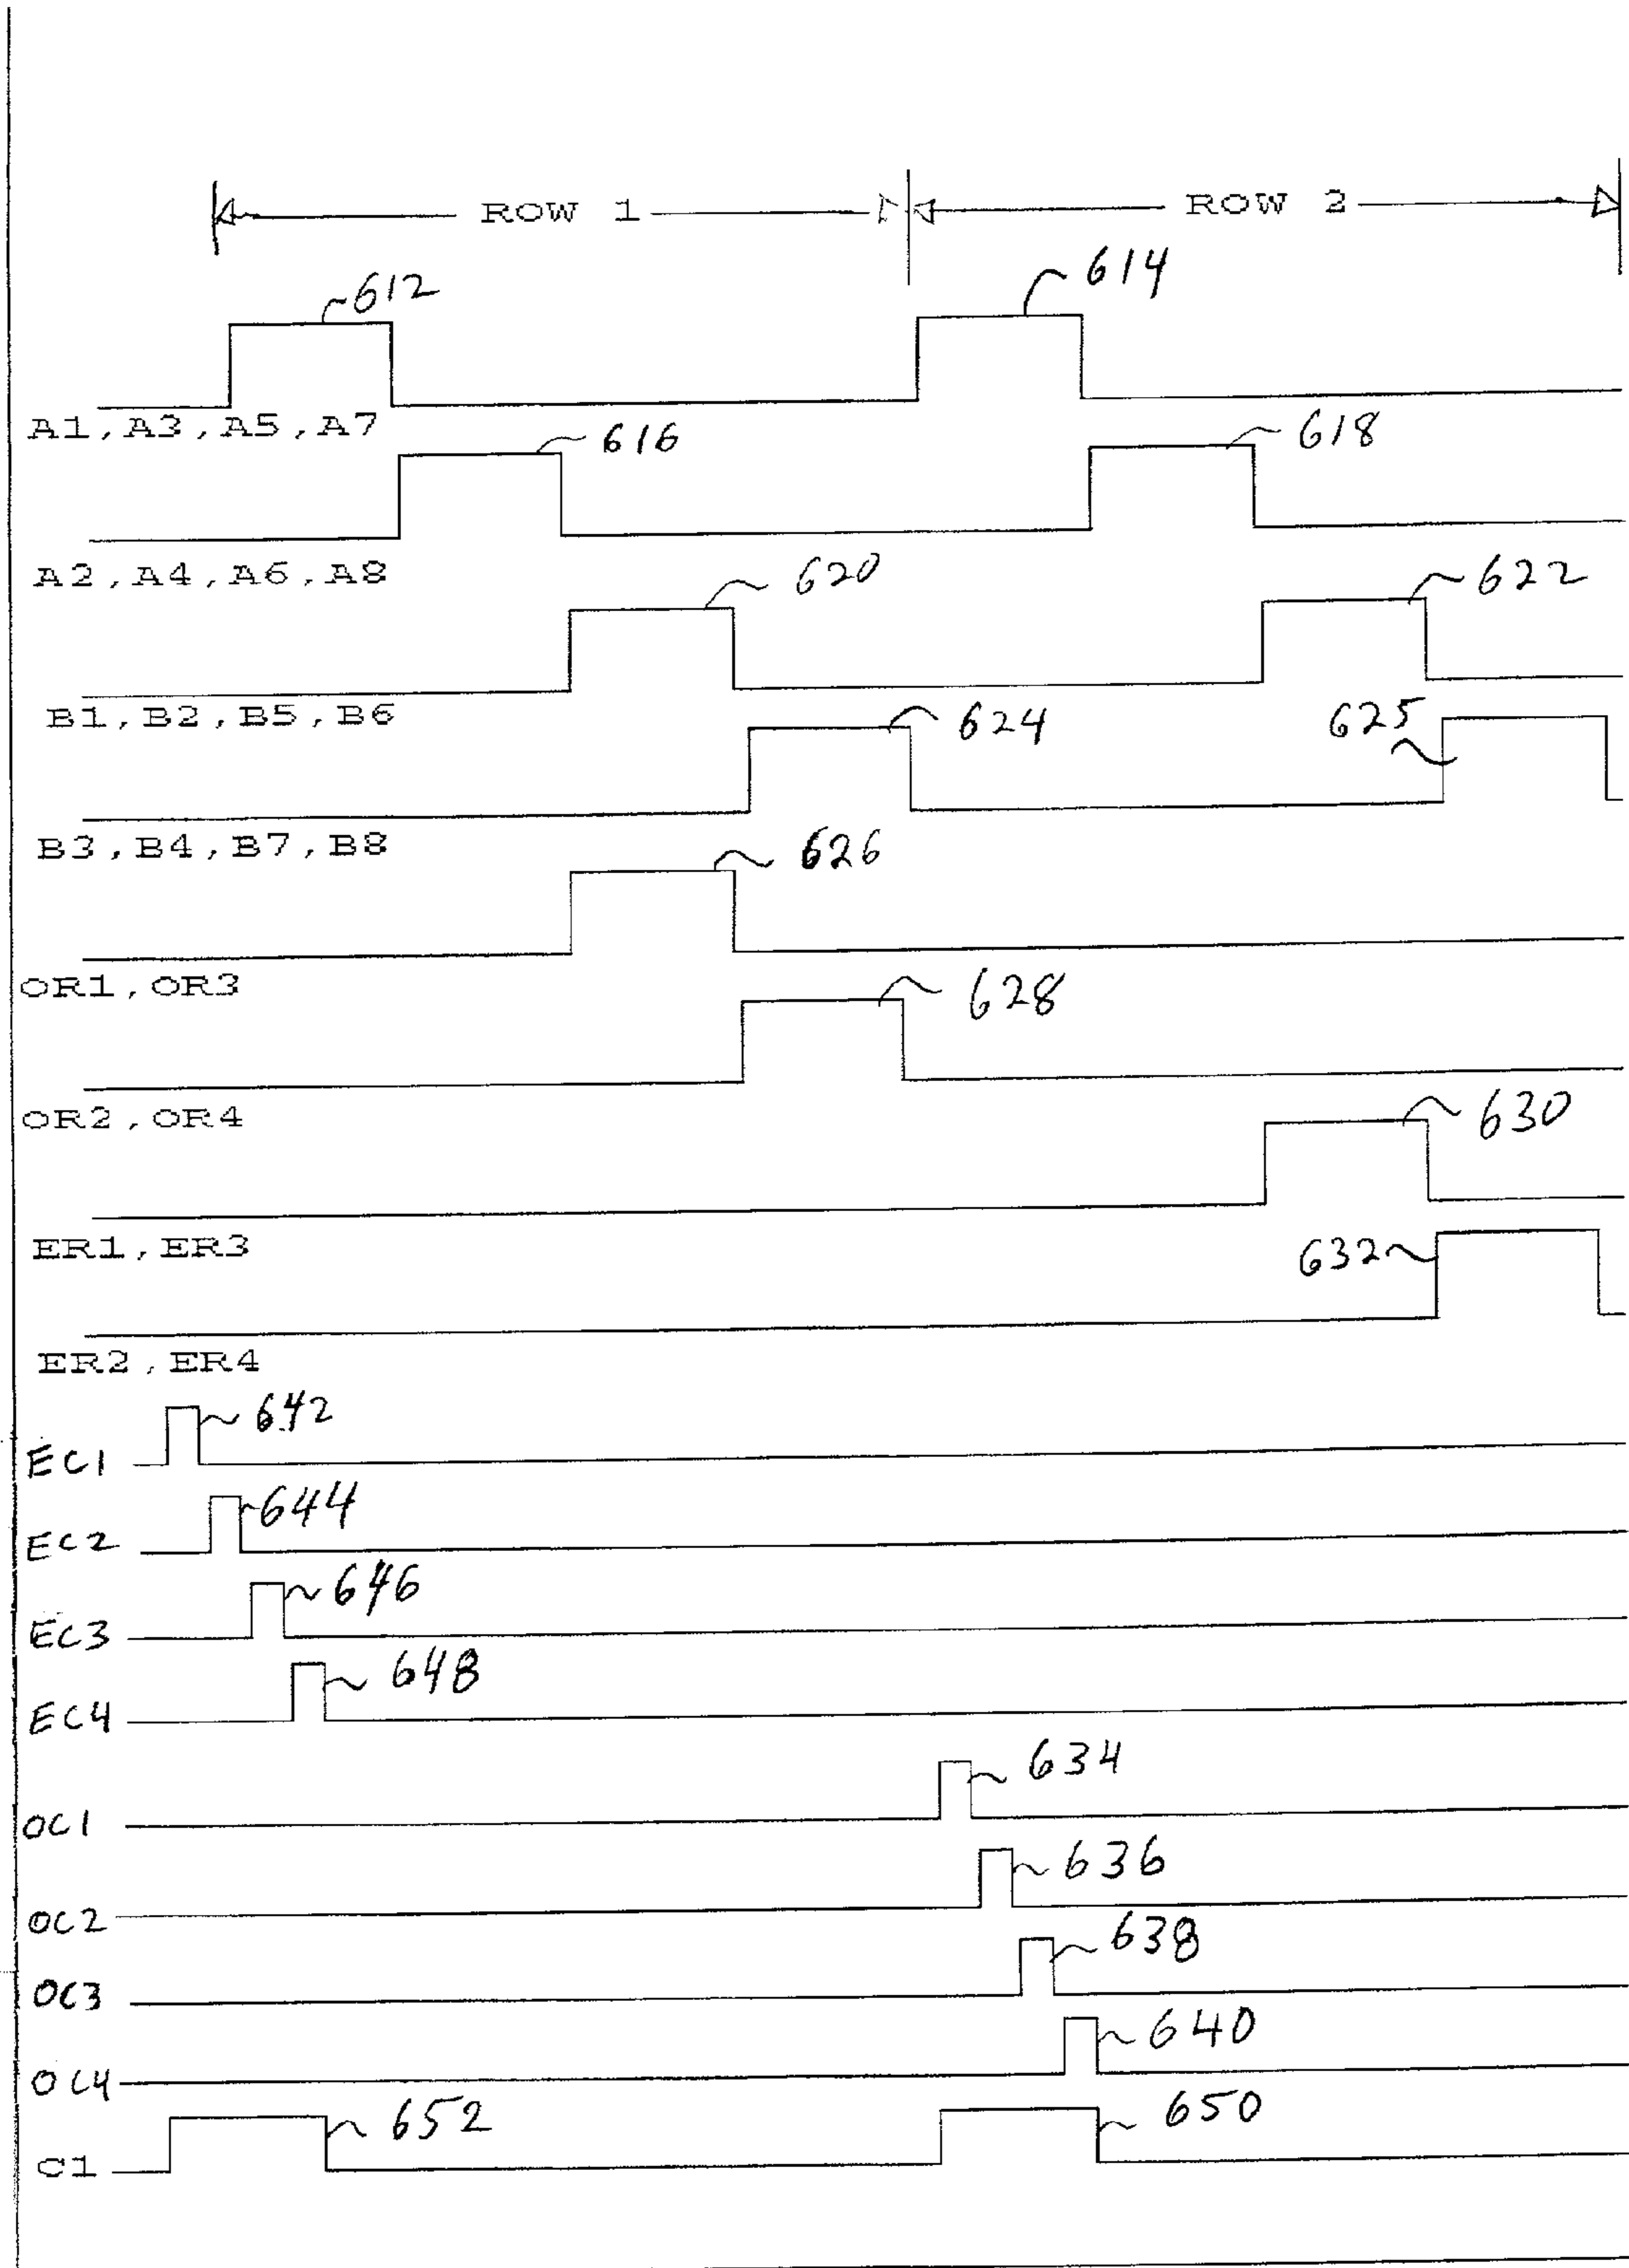 ROW 1 ROW 2
612 614
A1, A3, A5, A7
616 618
A2, A4, A6, A8
620 622
B1, B2, B5, B6
624 625
B3, B4, B7, B8
626
OR1, OR3
628
OR2, OR4
630
ER1, ER3
632
ER2, ER4
642
EC1
644
EC2
646
EC3
648
EC4
634
OC1
636
OC2
638
OC3
640
OC4
652 650
C1